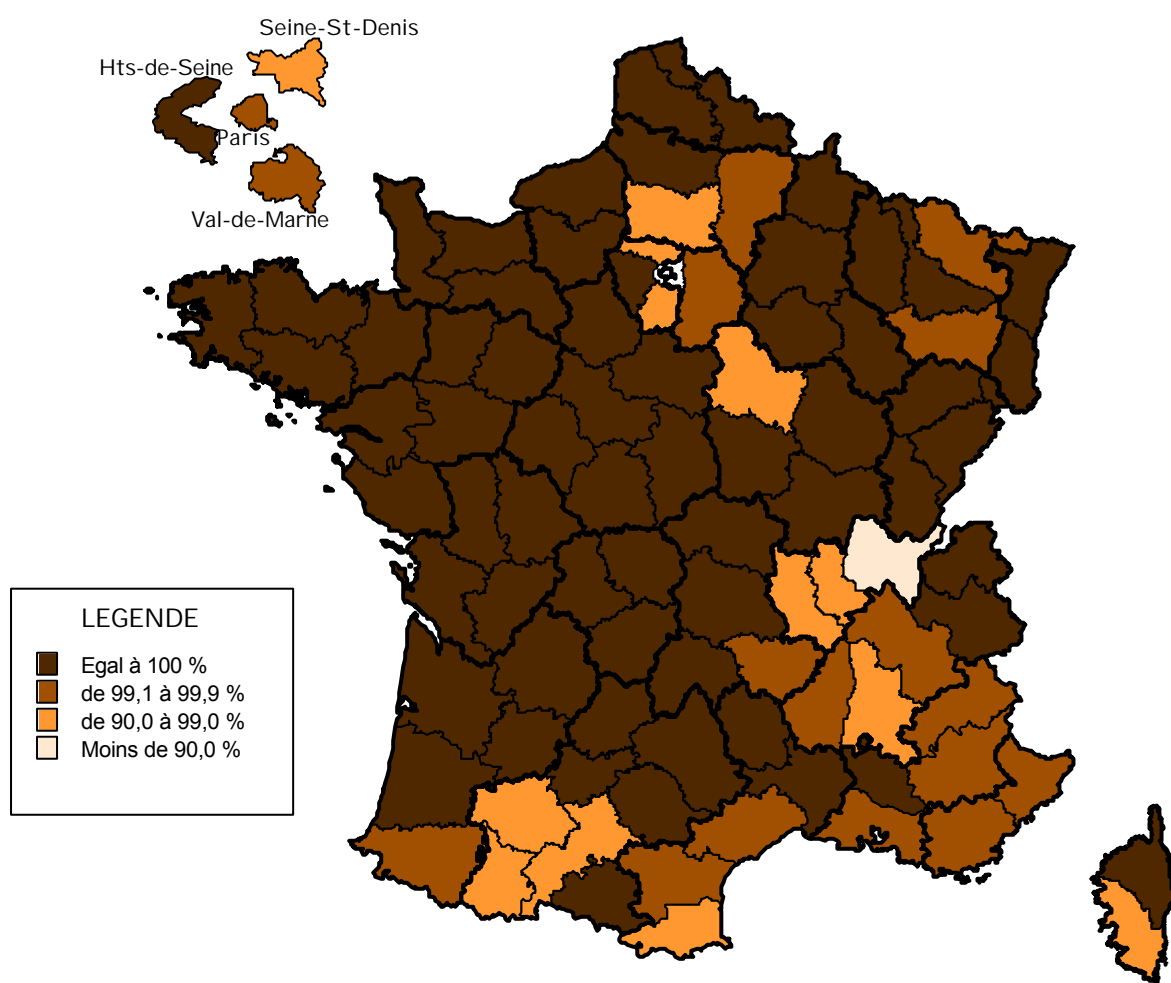 Seine-St-Denis
Hts-de-Seine
Paris
Val-de-Marne
LEGENDE
Egal à 100 %
de 99,1 à 99,9 %
de 90,0 à 99,0 %
Moins de 90,0 %